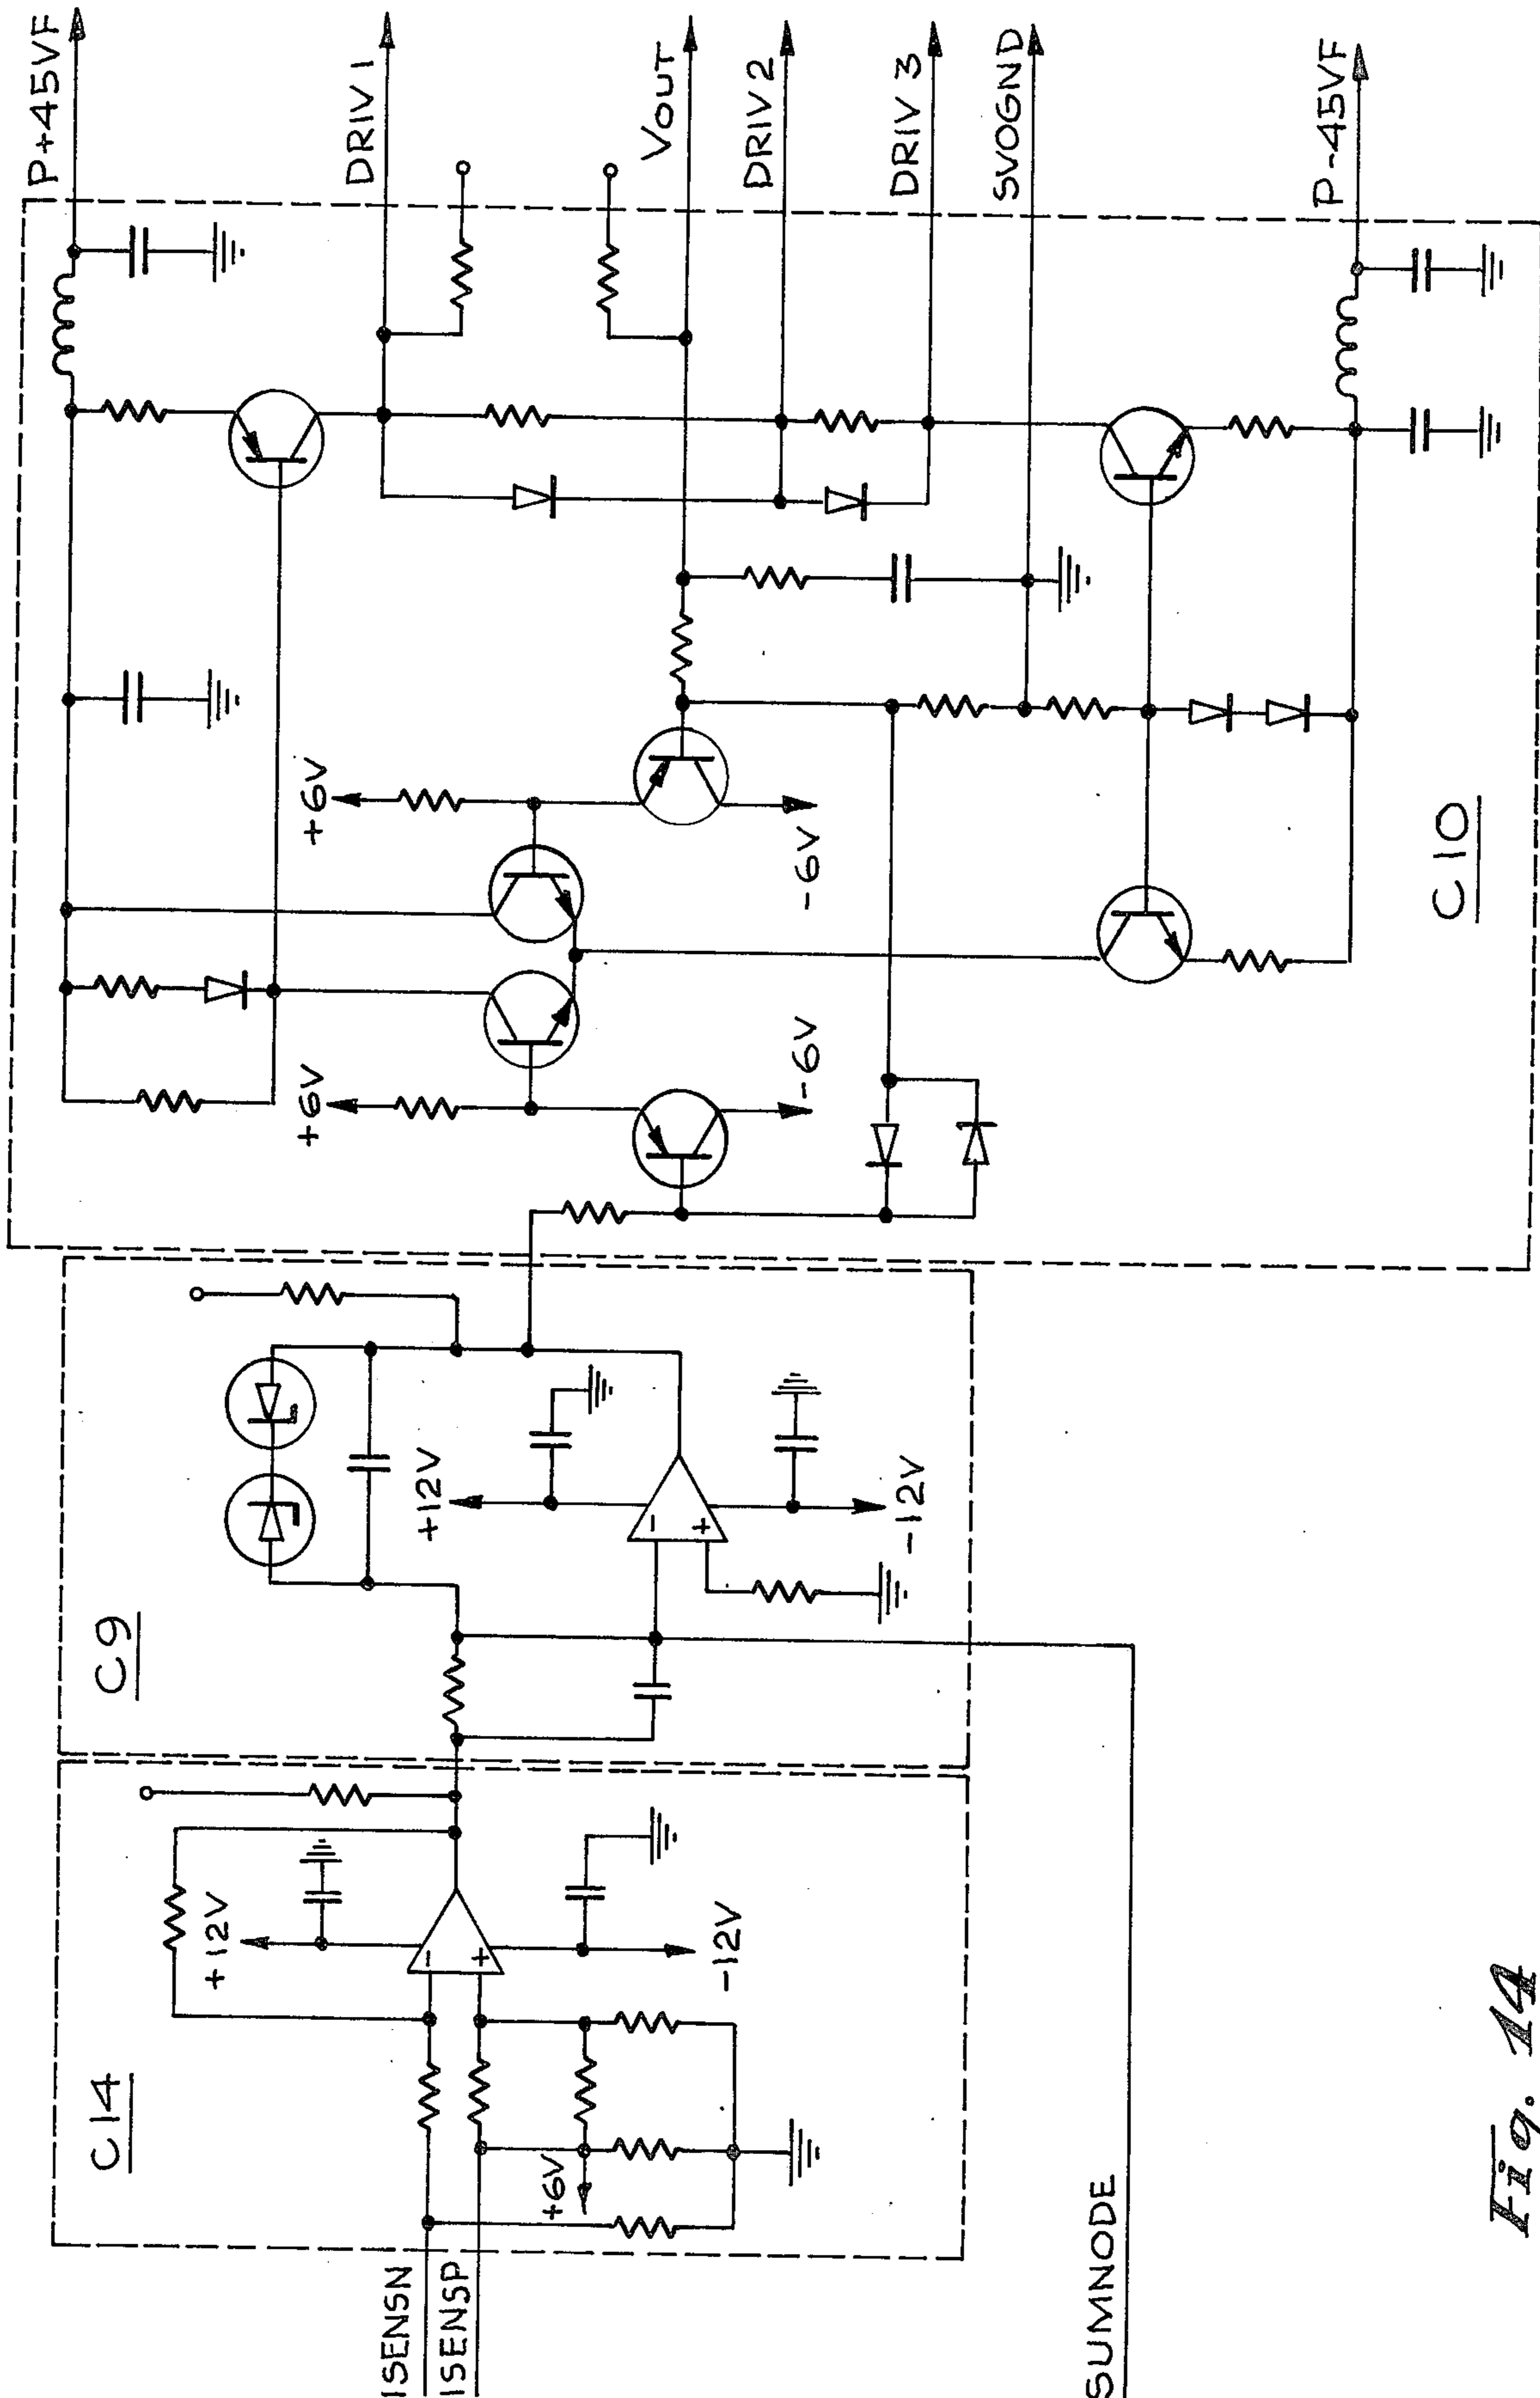 P+45VF
DRIV 1
VOUT
DRIV 2
DRIV 3
SVOGND
P-45VF
+6V
-6V
+6V
-6V
C10
C9
+12V
-
+
-12V
C14
+12V
-
+
-12V
+6V
ISENSN
ISENSP
SUMNODE
Fig. 14